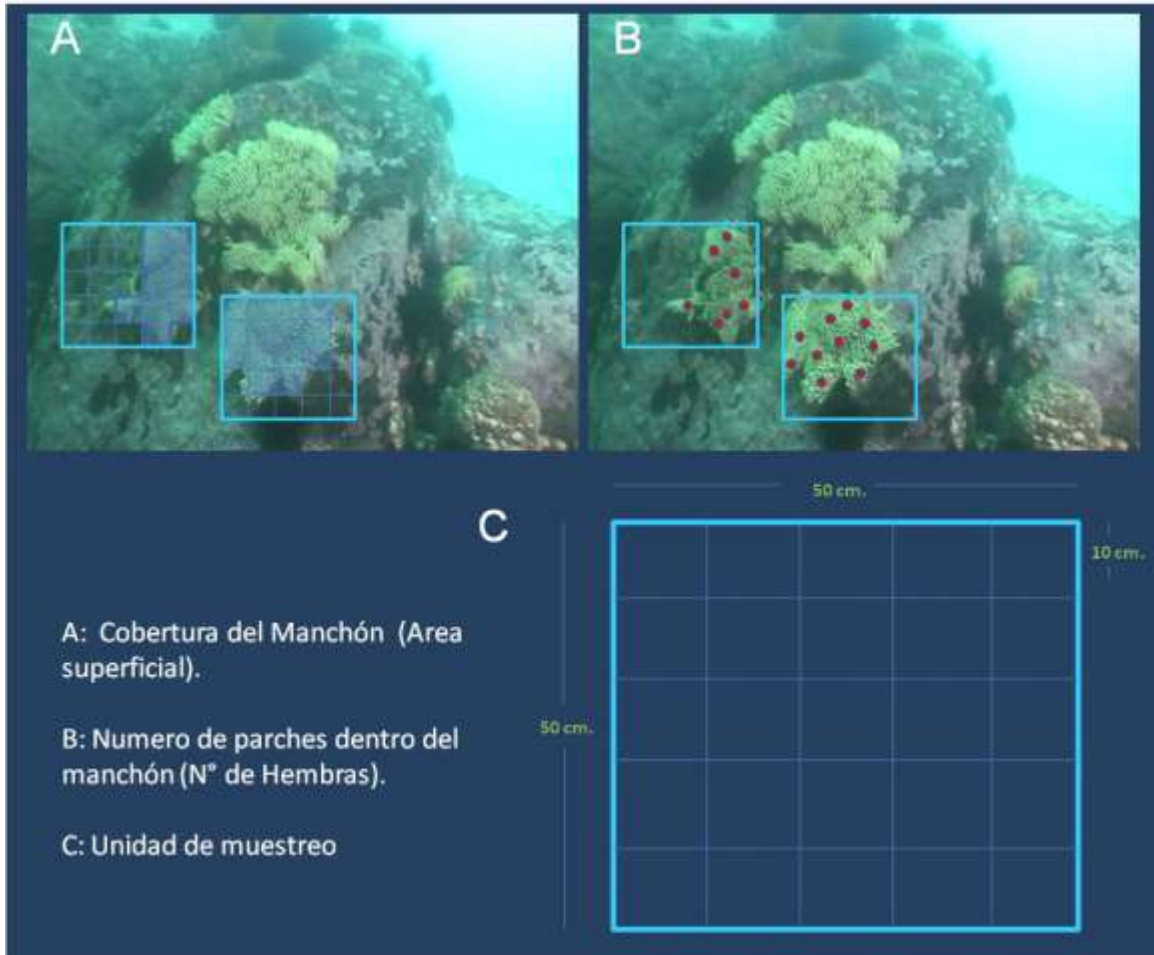 A
B
50 cm.
C
10 cm.
50 cm.
A: Cobertura del Manchón (Area
superficial).
B: Numero de parches dentro del
manchón (N° de Hembras).
C: Unidad de muestreo